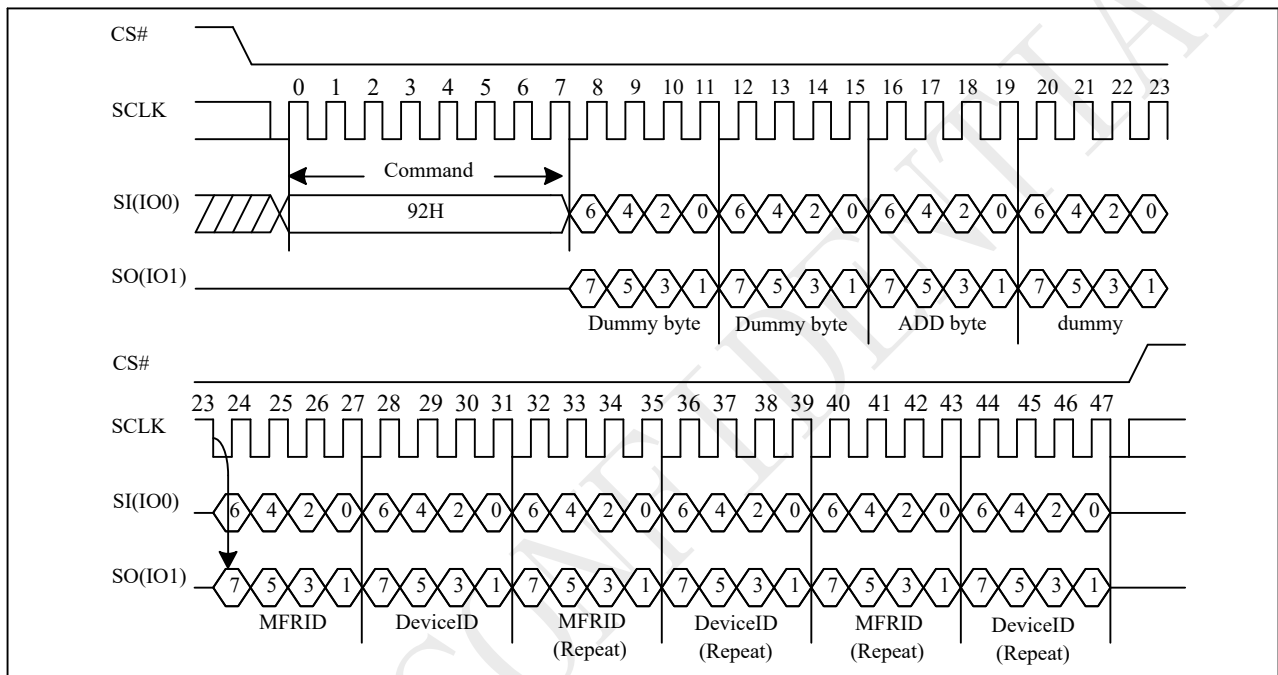 CS#
0 1 2 3 4 5 6 7 8 9 10 11 12 13 14 15 16 17 18 19 20 21 22 23
SCLK
Command
SI(IO0) 92H 6 4 2 0 6 4 2 0 6 4 2 0 6 4 2 0
SO(IO1) 7 5 3 1 7 5 3 1 7 5 3 1 7 5 3 1
Dummy byte Dummy byte ADD byte dummy
CS#
23 24 25 26 27 28 29 30 31 32 33 34 35 36 37 38 39 40 41 42 43 44 45 46 47
SCLK
SI(IO0) 6 4 2 0 6 4 2 0 6 4 2 0 6 4 2 0 6 4 2 0 6 4 2 0
SO(IO1) 7 5 3 1 7 5 3 1 7 5 3 1 7 5 3 1 7 5 3 1 7 5 3 1
MFRID DeviceID MFRID DeviceID MFRID DeviceID
(Repeat) (Repeat) (Repeat) (Repeat)
CONFIDENTIA